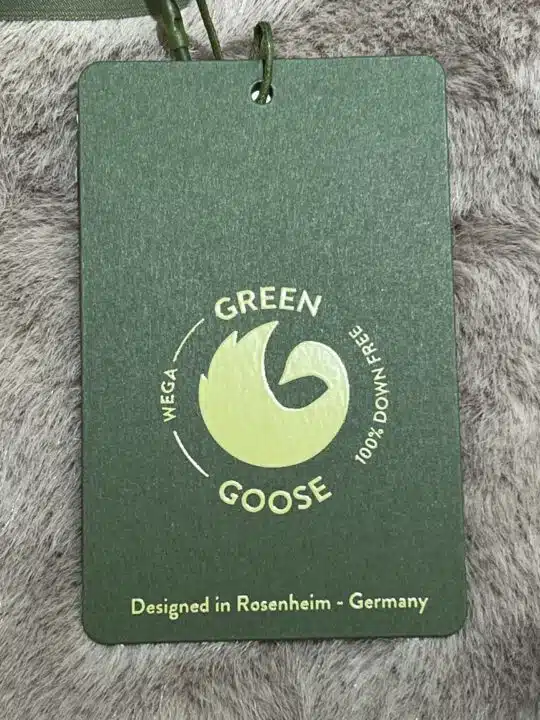 GREEN
WEGA
100% DOWN FREE
GOOSE
Designed in Rosenheim - Germany